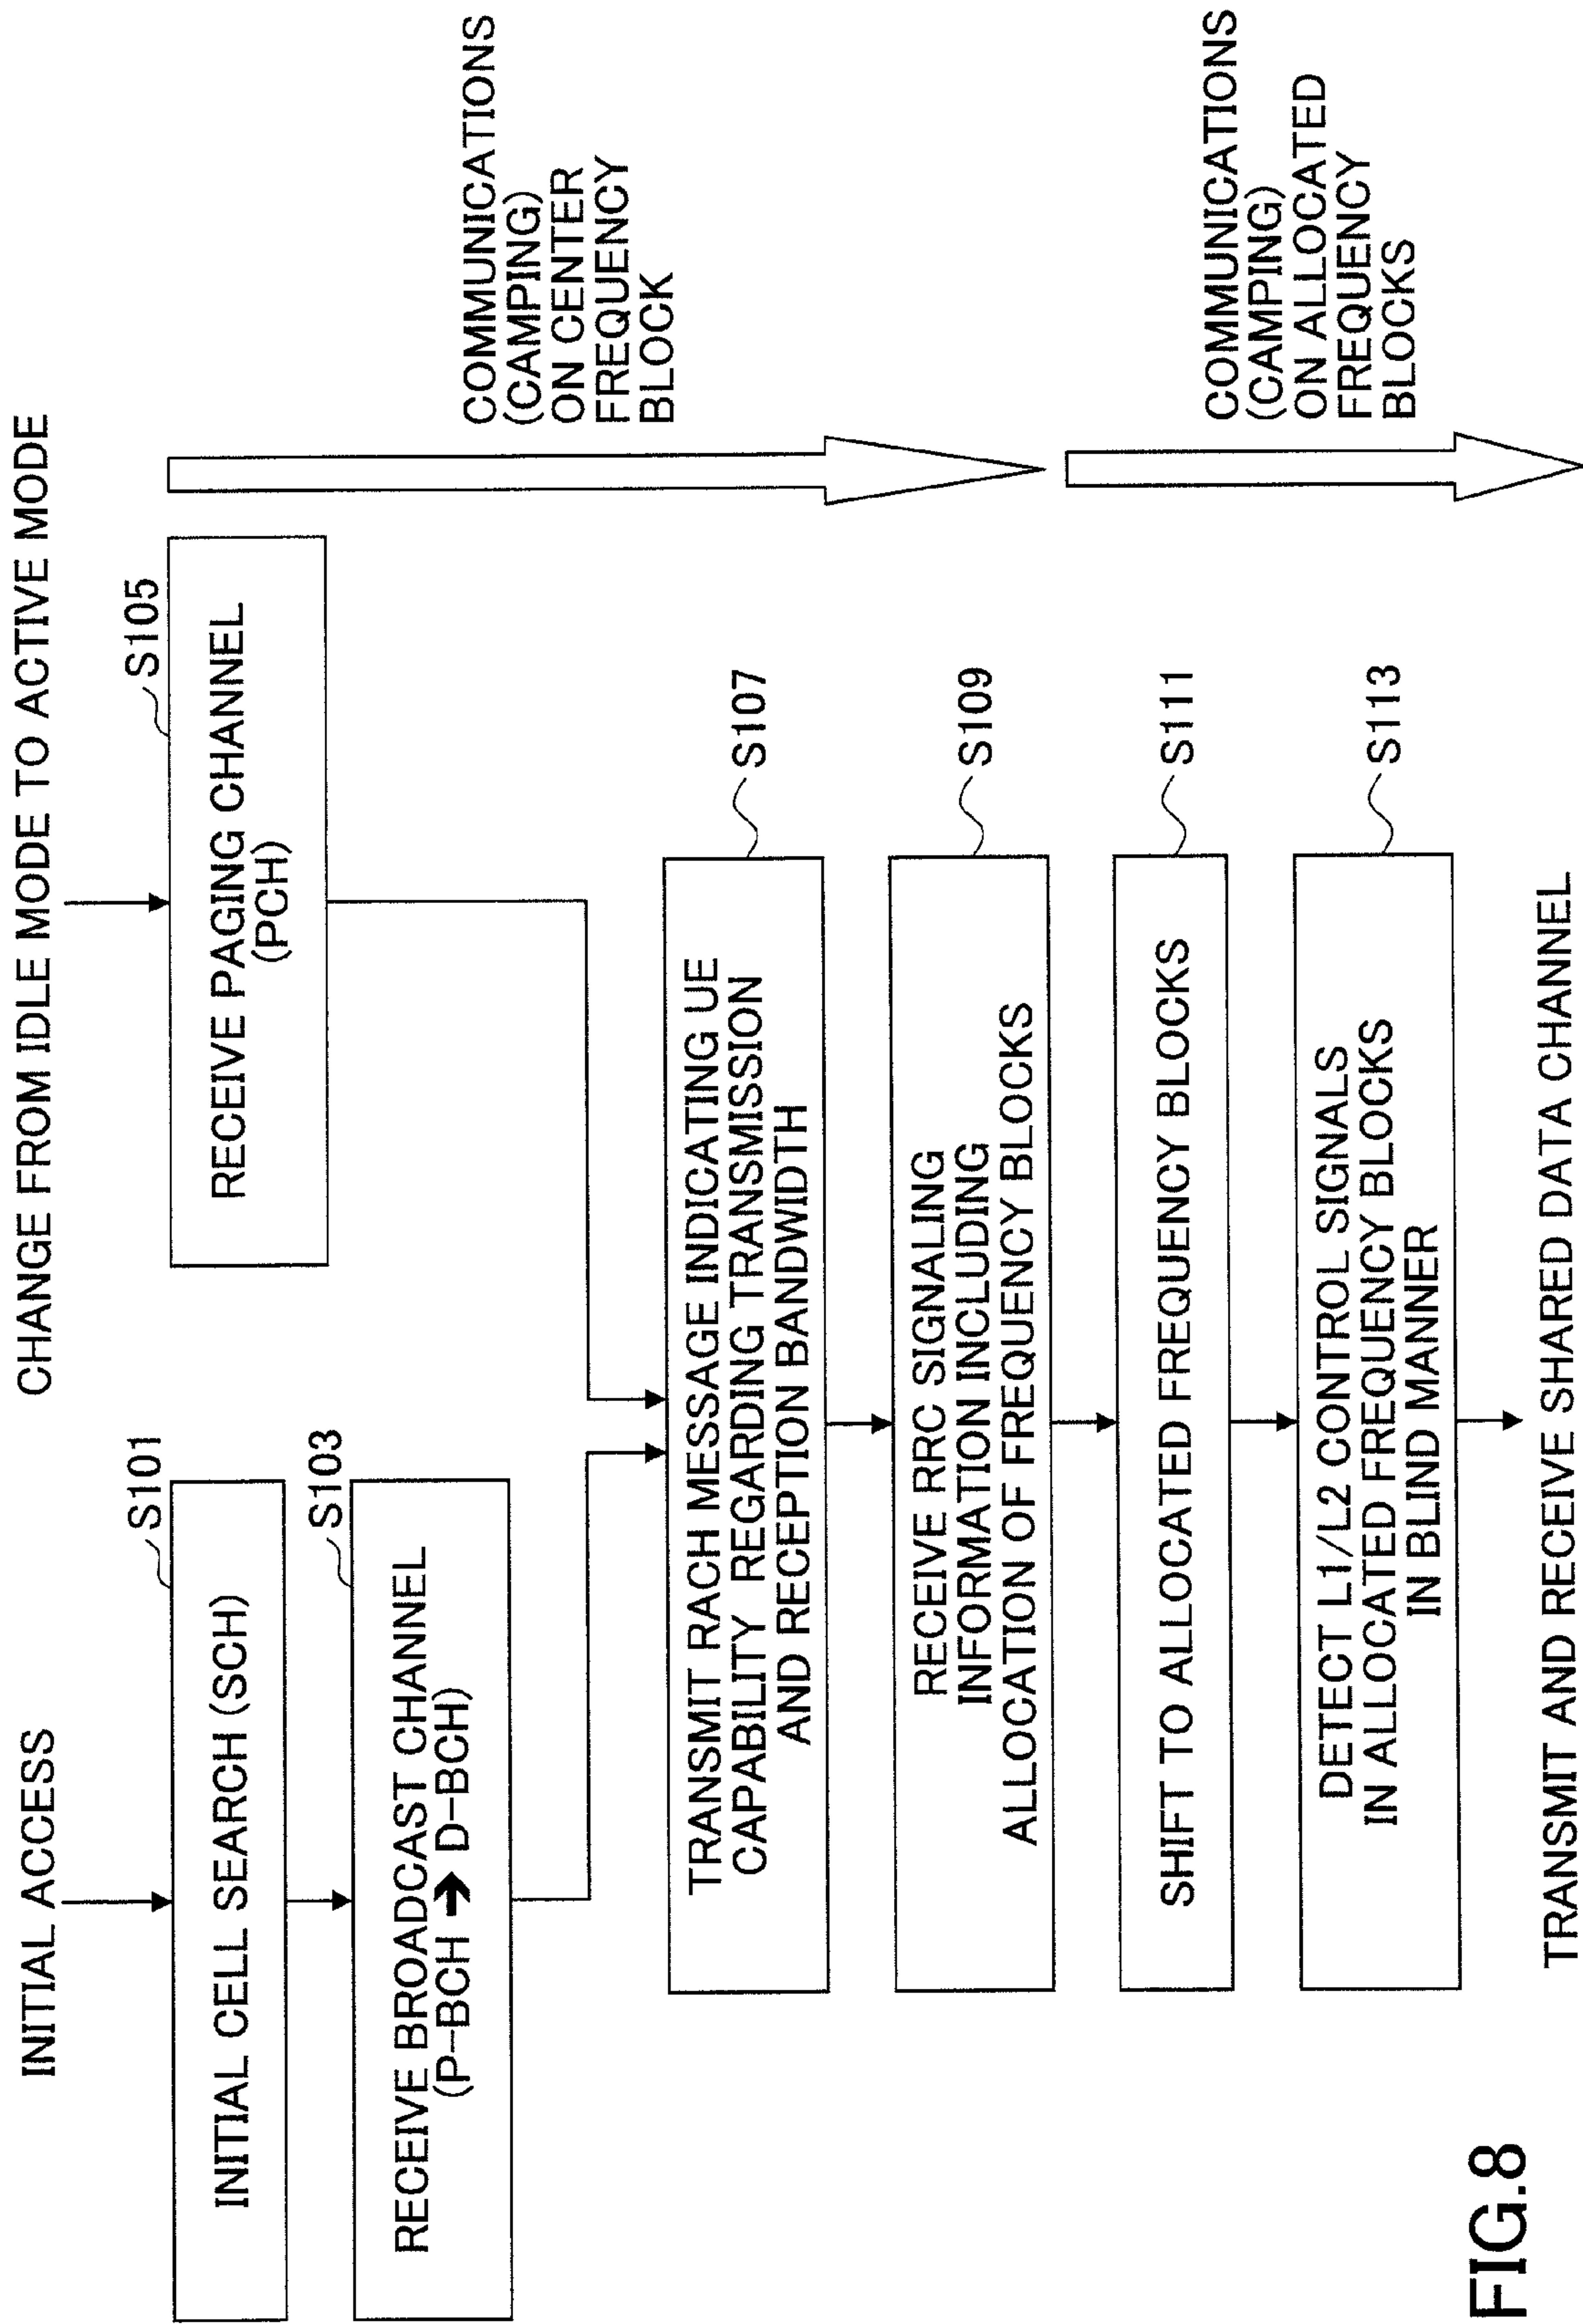 INITIAL ACCESS
CHANGE FROM IDLE MODE TO ACTIVE MODE
S101
INITIAL CELL SEARCH (SCH)
S103
RECEIVE BROADCAST CHANNEL
(P-BCH ➔ D-BCH)
S105
RECEIVE PAGING CHANNEL
(PCH)
S107
TRANSMIT RACH MESSAGE INDICATING UE
CAPABILITY REGARDING TRANSMISSION
AND RECEPTION BANDWIDTH
S109
RECEIVE RRC SIGNALING
INFORMATION INCLUDING
ALLOCATION OF FREQUENCY BLOCKS
S111
SHIFT TO ALLOCATED FREQUENCY BLOCKS
S113
DETECT L1/L2 CONTROL SIGNALS
IN ALLOCATED FREQUENCY BLOCKS
IN BLIND MANNER
TRANSMIT AND RECEIVE SHARED DATA CHANNEL
COMMUNICATIONS
(CAMPING)
ON CENTER
FREQUENCY
BLOCK
COMMUNICATIONS
(CAMPING)
ON ALLOCATED
FREQUENCY
BLOCKS
FIG.8